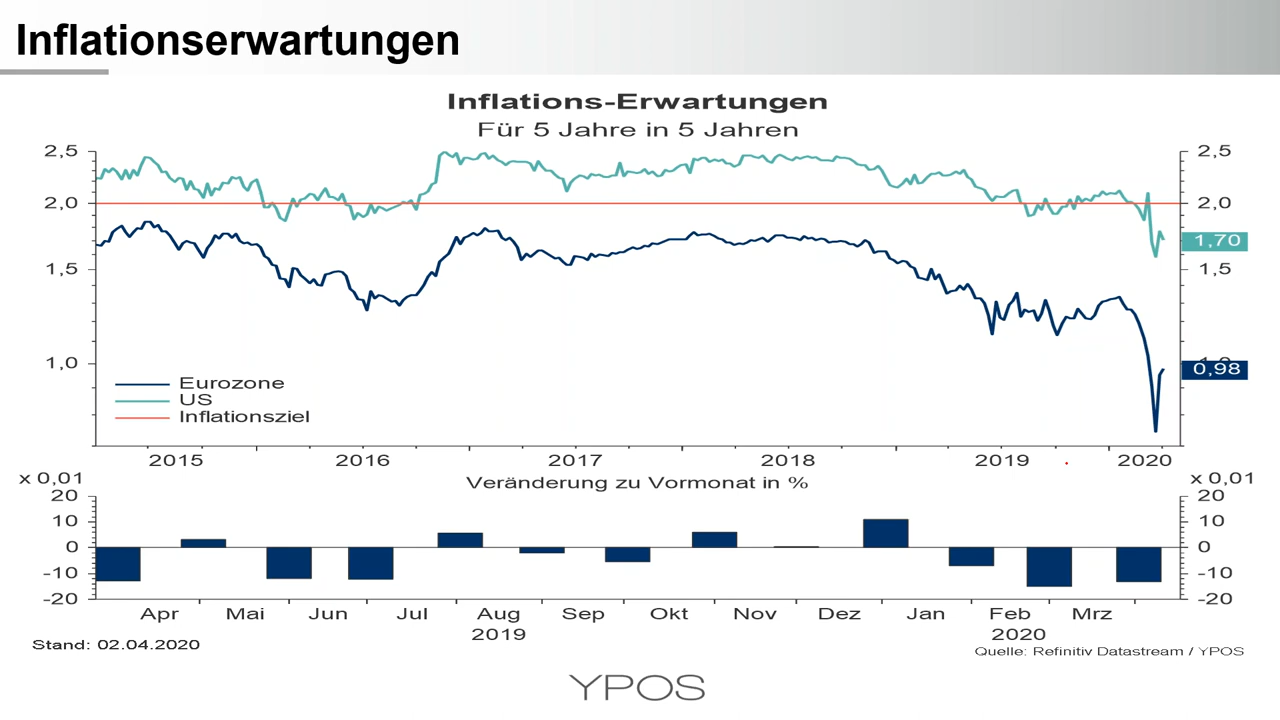 Inflationserwartungen
Inflations-Erwartungen
Für 5 Jahre in 5 Jahren
2,5 2,5
2,0 2,0
1,70
1,5 1,5
1,0 1,0
0,98
Eurozone
US
Inflationsziel
2015 2016 2017 2018 2019 2020
x 0,01 Veränderung zu Vormonat in % x 0,01
20 20
10 10
0 0
-10 -10
-20 -20
Apr Mai Jun Jul Aug Sep Okt Nov Dez Jan Feb Mrz
2019 2020
Stand: 02.04.2020
Quelle: Refinitiv Datastream / YPOS
YPOS